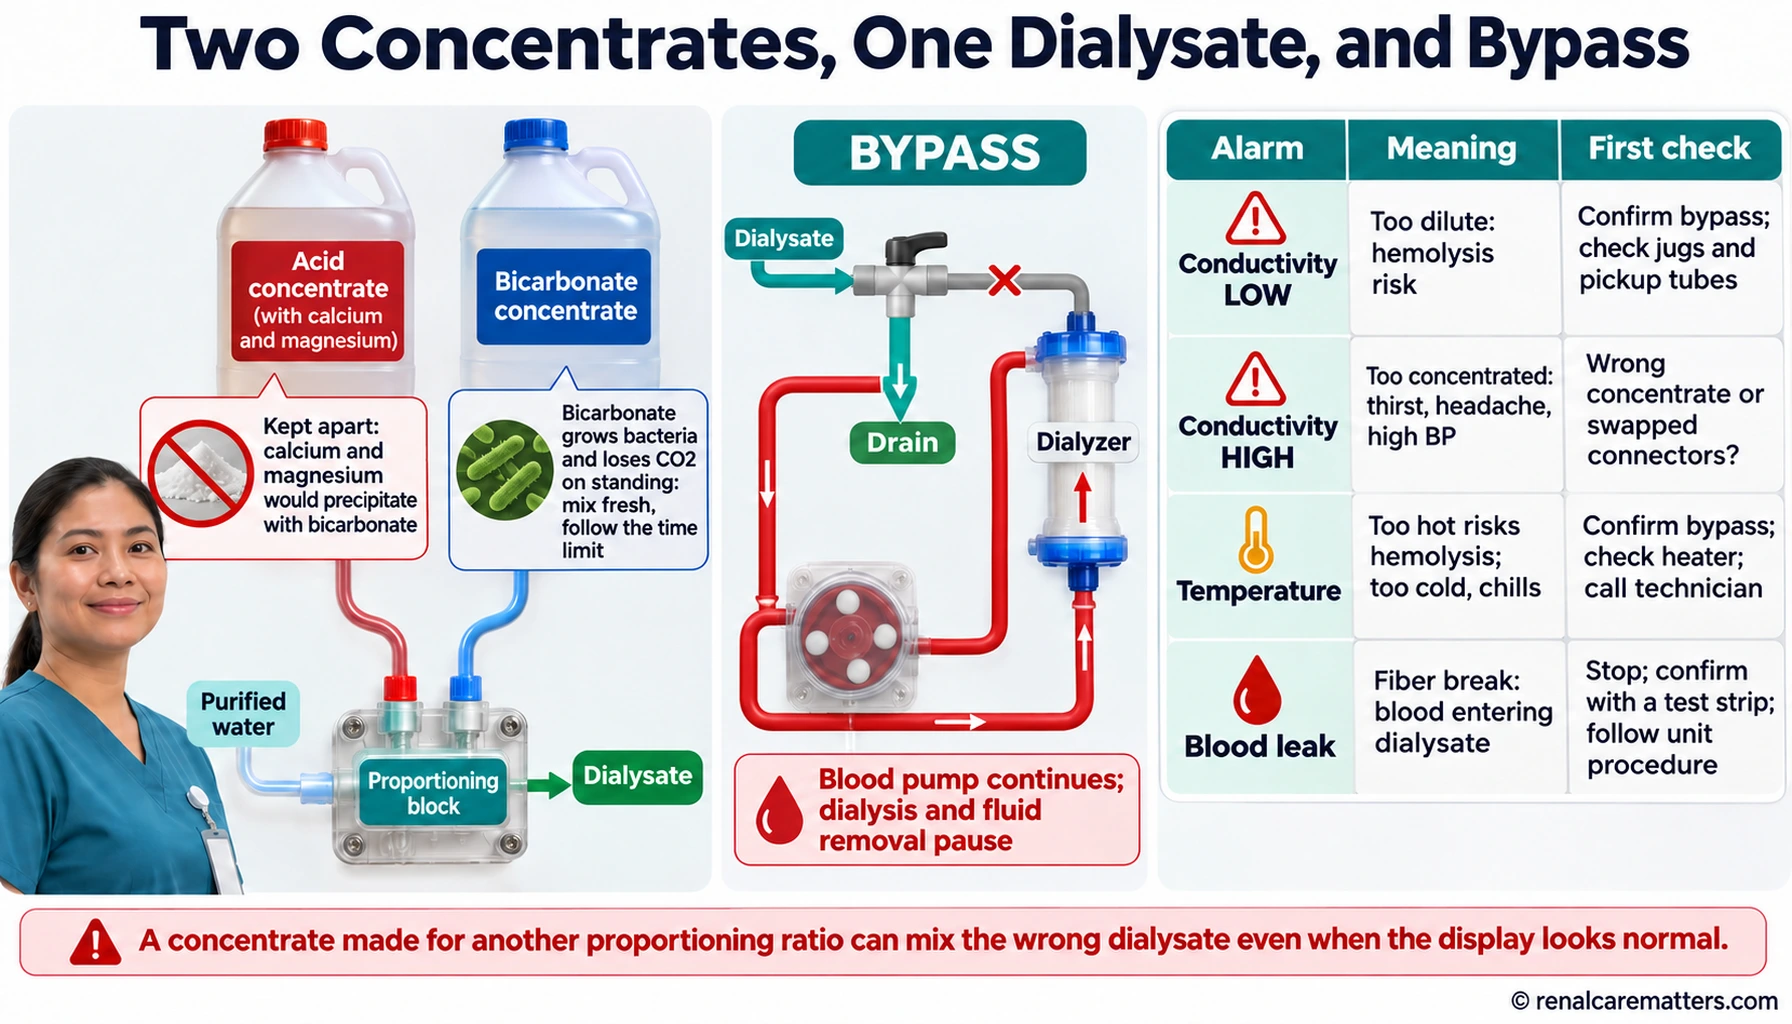 Two Concentrates, One Dialysate, and Bypass
Acid
concentrate
(with calcium
and magnesium)
Bicarbonate
concentrate
Kept apart:
calcium and
magnesium
would precipitate
with bicarbonate
Bicarbonate
grows bacteria
and loses CO2
on standing:
mix fresh,
follow the time
limit
Purified
water
Proportioning
block
Dialysate
BYPASS
Dialysate
Drain
Dialyzer
Blood pump continues;
dialysis and fluid
removal pause
Alarm
Meaning
First check
Conductivity
LOW
Too dilute:
hemolysis
risk
Confirm bypass;
check jugs and
pickup tubes
Conductivity
HIGH
Too concentrated:
thirst, headache,
high BP
Wrong
concentrate or
swapped
connectors?
Temperature
Too hot risks
hemolysis;
too cold, chills
Confirm bypass;
check heater;
call technician
Blood leak
Fiber break:
blood entering
dialysate
Stop; confirm
with a test strip;
follow unit
procedure
A concentrate made for another proportioning ratio can mix the wrong dialysate even when the display looks normal.
© renalcarematters.com